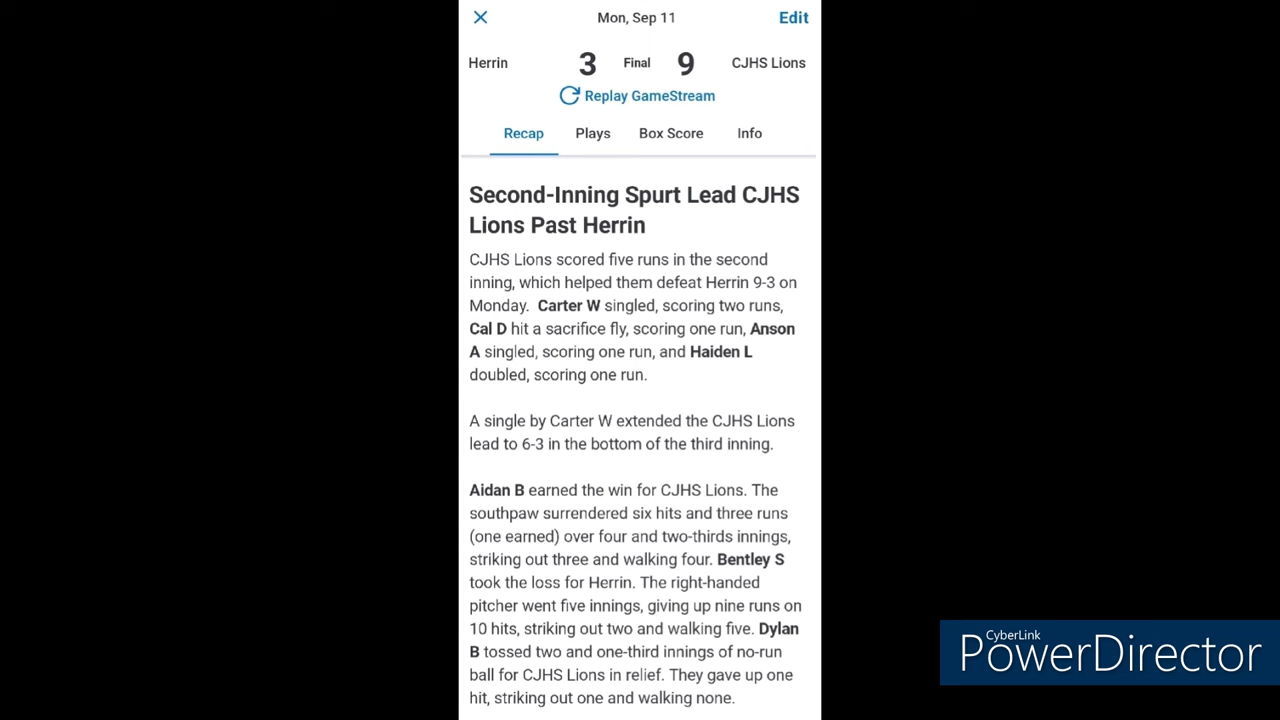 Mon, Sep 11
Edit
Herrin 3 Final 9 CJHS Lions
Replay GameStream
Recap Plays Box Score Info
Second-Inning Spurt Lead CJHS
Lions Past Herrin
CJHS Lions scored five runs in the second
inning, which helped them defeat Herrin 9-3 on
Monday. Carter W singled, scoring two runs,
Cal D hit a sacrifice fly, scoring one run, Anson
A singled, scoring one run, and Haiden L
doubled, scoring one run.
A single by Carter W extended the CJHS Lions
lead to 6-3 in the bottom of the third inning.
Aidan B earned the win for CJHS Lions. The
southpaw surrendered six hits and three runs
(one earned) over four and two-thirds innings,
striking out three and walking four. Bentley S
took the loss for Herrin. The right-handed
pitcher went five innings, giving up nine runs on
10 hits, striking out two and walking five. Dylan
B tossed two and one-third innings of no-run
ball for CJHS Lions in relief. They gave up one
hit, striking out one and walking none.
CyberLink
PowerDirector